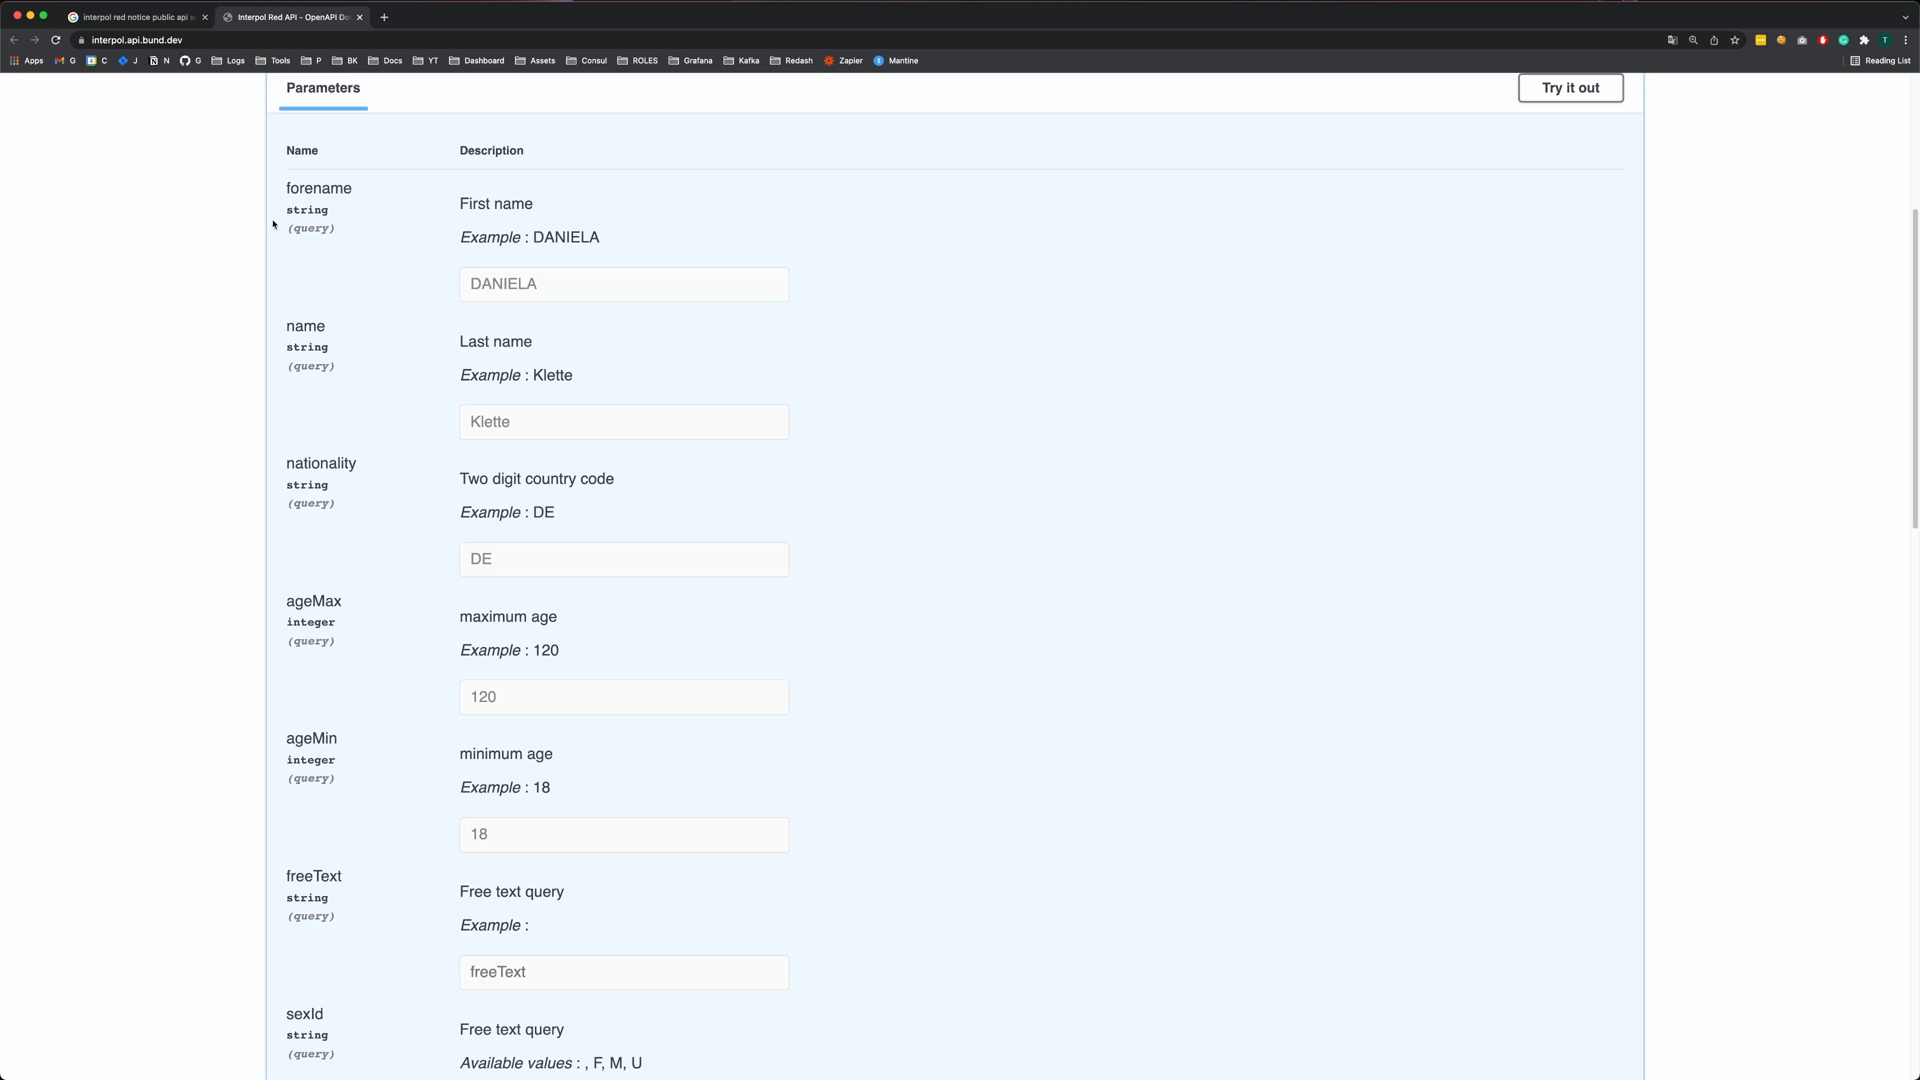 interpol red notice public api s
Interpol Red API - OpenAPI Do
interpol.api.bund.dev
Apps G C J N G Logs Tools P BK Docs YT Dashboard Assets Consul ROLES Grafana Kafka Redash Zapier Mantine Reading List
Parameters
Try it out
Name Description
forename
string
(query)
First name
Example : DANIELA
DANIELA
name
string
(query)
Last name
Example : Klette
Klette
nationality
string
(query)
Two digit country code
Example : DE
DE
ageMax
integer
(query)
maximum age
Example : 120
120
ageMin
integer
(query)
minimum age
Example : 18
18
freeText
string
(query)
Free text query
Example :
freeText
sexId
string
(query)
Free text query
Available values : , F, M, U